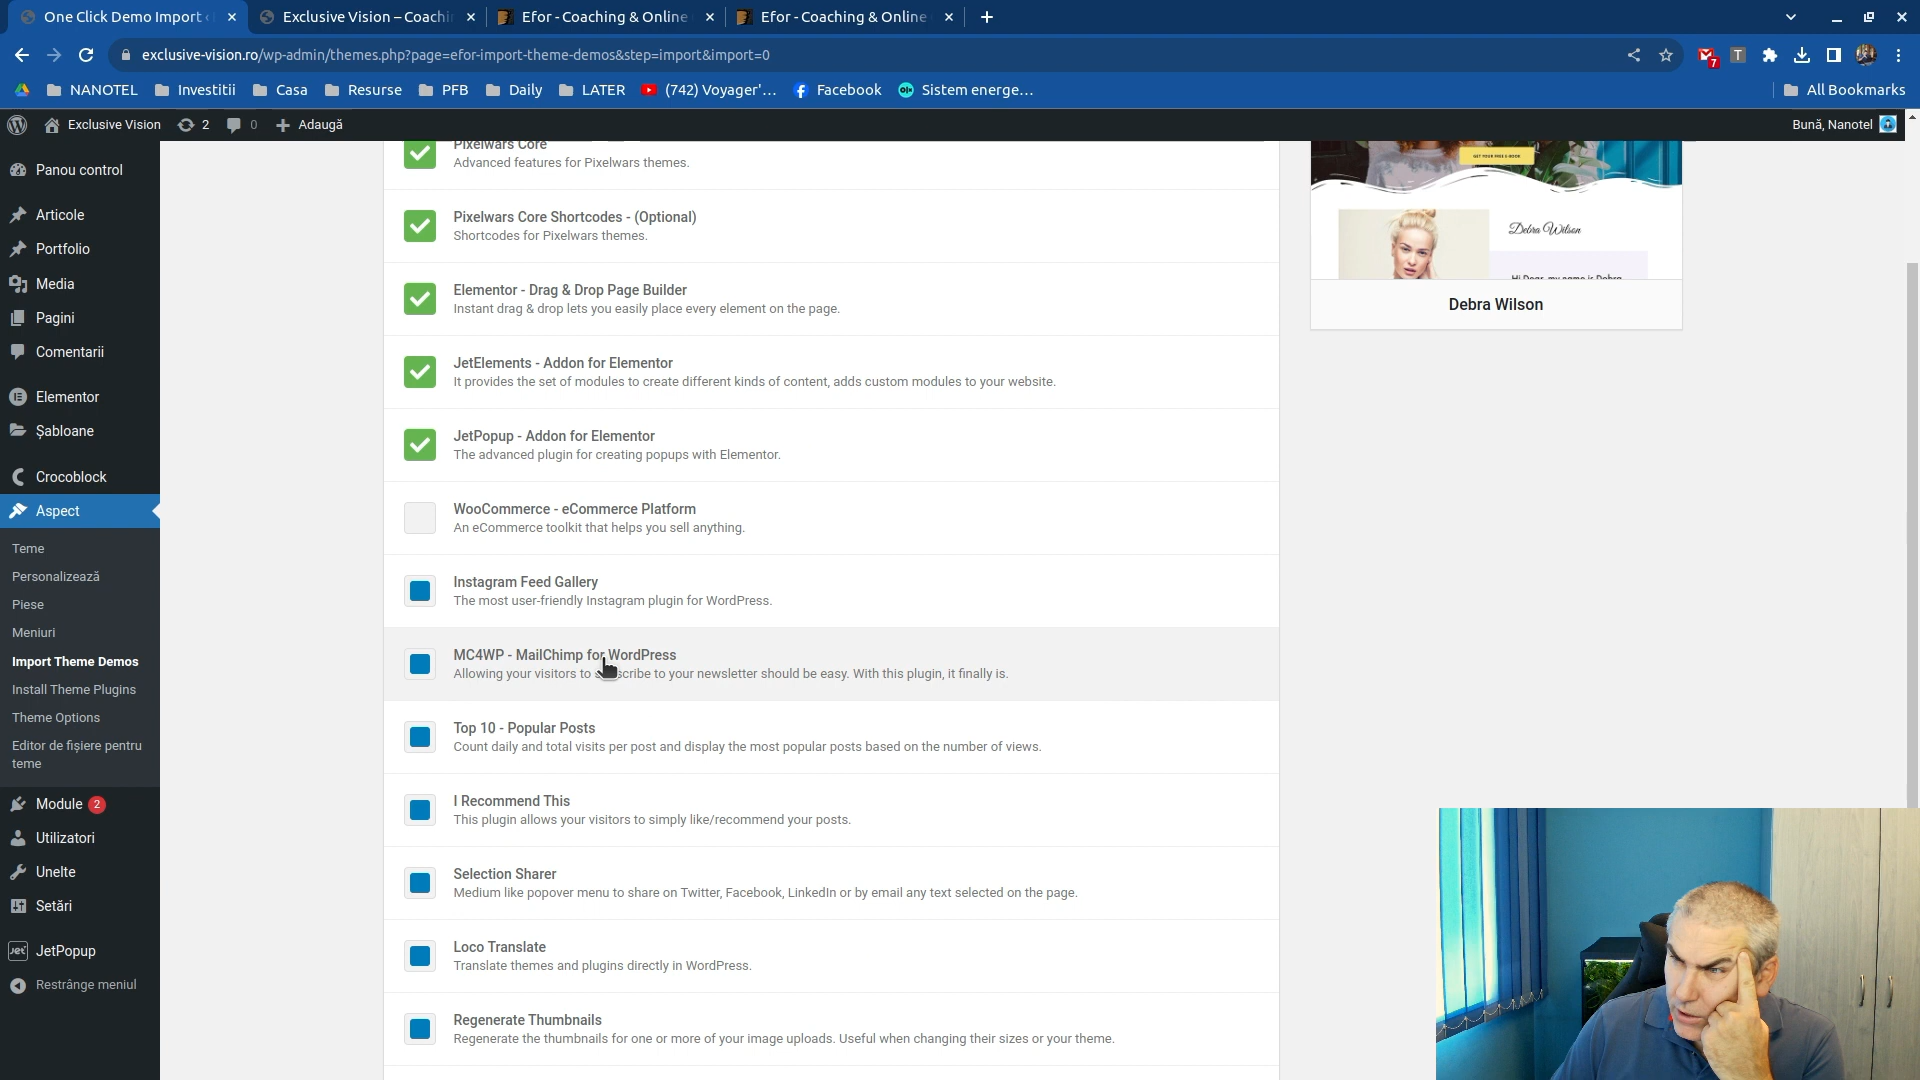 One Click Demo Import ‹
Exclusive Vision – Coachi
Efor - Coaching & Online
Efor - Coaching & Online
exclusive-vision.ro/wp-admin/themes.php?page=efor-import-theme-demos&step=import&import=0
7
T
NANOTEL
Investitii
Casa
Resurse
PFB
Daily
LATER
(742) Voyager'...
Facebook
Sistem energe...
All Bookmarks
Exclusive Vision
2
0
Adaugă
Bună, Nanotel
Panou control
Articole
Portfolio
Media
Pagini
Comentarii
Elementor
Șabloane
Crocoblock
Aspect
Teme
Personalizează
Piese
Meniuri
Import Theme Demos
Install Theme Plugins
Theme Options
Editor de fișiere pentru
teme
Module 2
Utilizatori
Unelte
Setări
JetPopup
Restrânge meniul
Pixelwars Core
Advanced features for Pixelwars themes.
Pixelwars Core Shortcodes - (Optional)
Shortcodes for Pixelwars themes.
Elementor - Drag & Drop Page Builder
Instant drag & drop lets you easily place every element on the page.
JetElements - Addon for Elementor
It provides the set of modules to create different kinds of content, adds custom modules to your website.
JetPopup - Addon for Elementor
The advanced plugin for creating popups with Elementor.
WooCommerce - eCommerce Platform
An eCommerce toolkit that helps you sell anything.
Instagram Feed Gallery
The most user-friendly Instagram plugin for WordPress.
MC4WP - MailChimp for WordPress
Allowing your visitors to scribe to your newsletter should be easy. With this plugin, it finally is.
Top 10 - Popular Posts
Count daily and total visits per post and display the most popular posts based on the number of views.
I Recommend This
This plugin allows your visitors to simply like/recommend your posts.
Selection Sharer
Medium like popover menu to share on Twitter, Facebook, LinkedIn or by email any text selected on the page.
Loco Translate
Translate themes and plugins directly in WordPress.
Regenerate Thumbnails
Regenerate the thumbnails for one or more of your image uploads. Useful when changing their sizes or your theme.
GET YOUR FREE E-BOOK
Debra Wilson
Hi Dear, my name is Debra
Debra Wilson